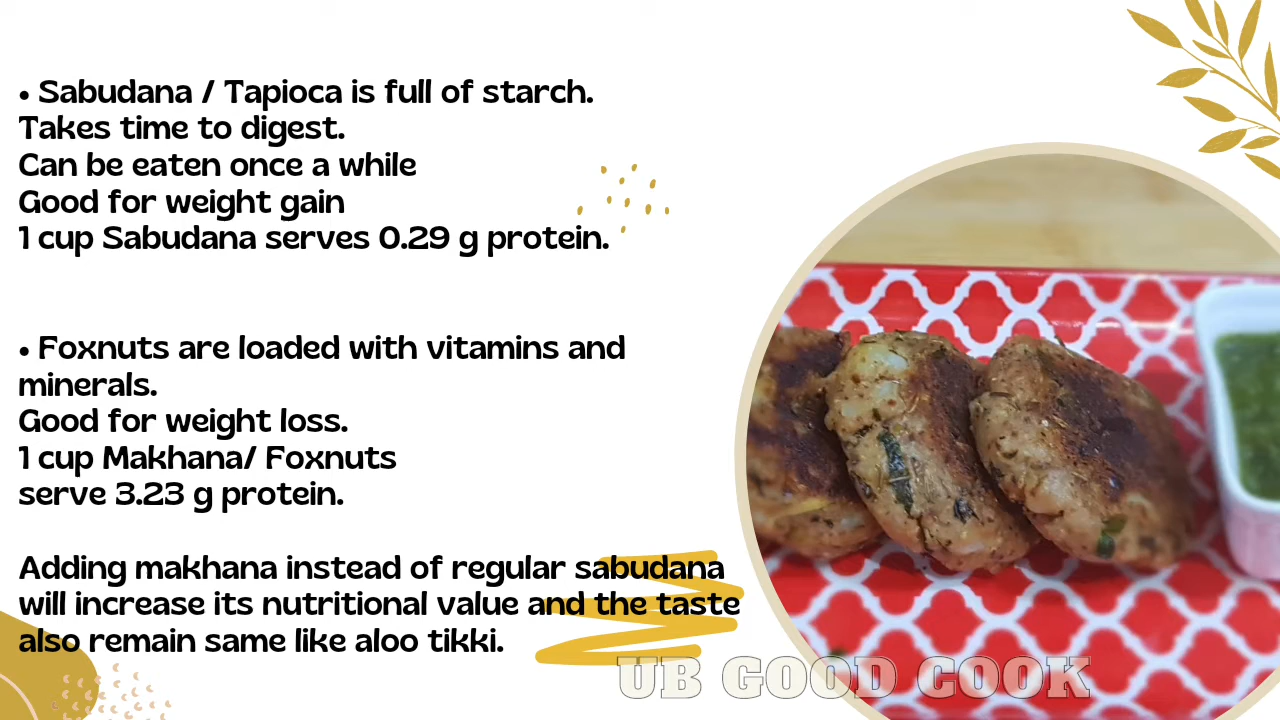 • Sabudana / Tapioca is full of starch.
Takes time to digest.
Can be eaten once a while
Good for weight gain
1 cup Sabudana serves 0.29 g protein.
• Foxnuts are loaded with vitamins and
minerals.
Good for weight loss.
1 cup Makhana/ Foxnuts
serve 3.23 g protein.
Adding makhana instead of regular sabudana
will increase its nutritional value and the taste
also remain same like aloo tikki.
UB GOOD COOK